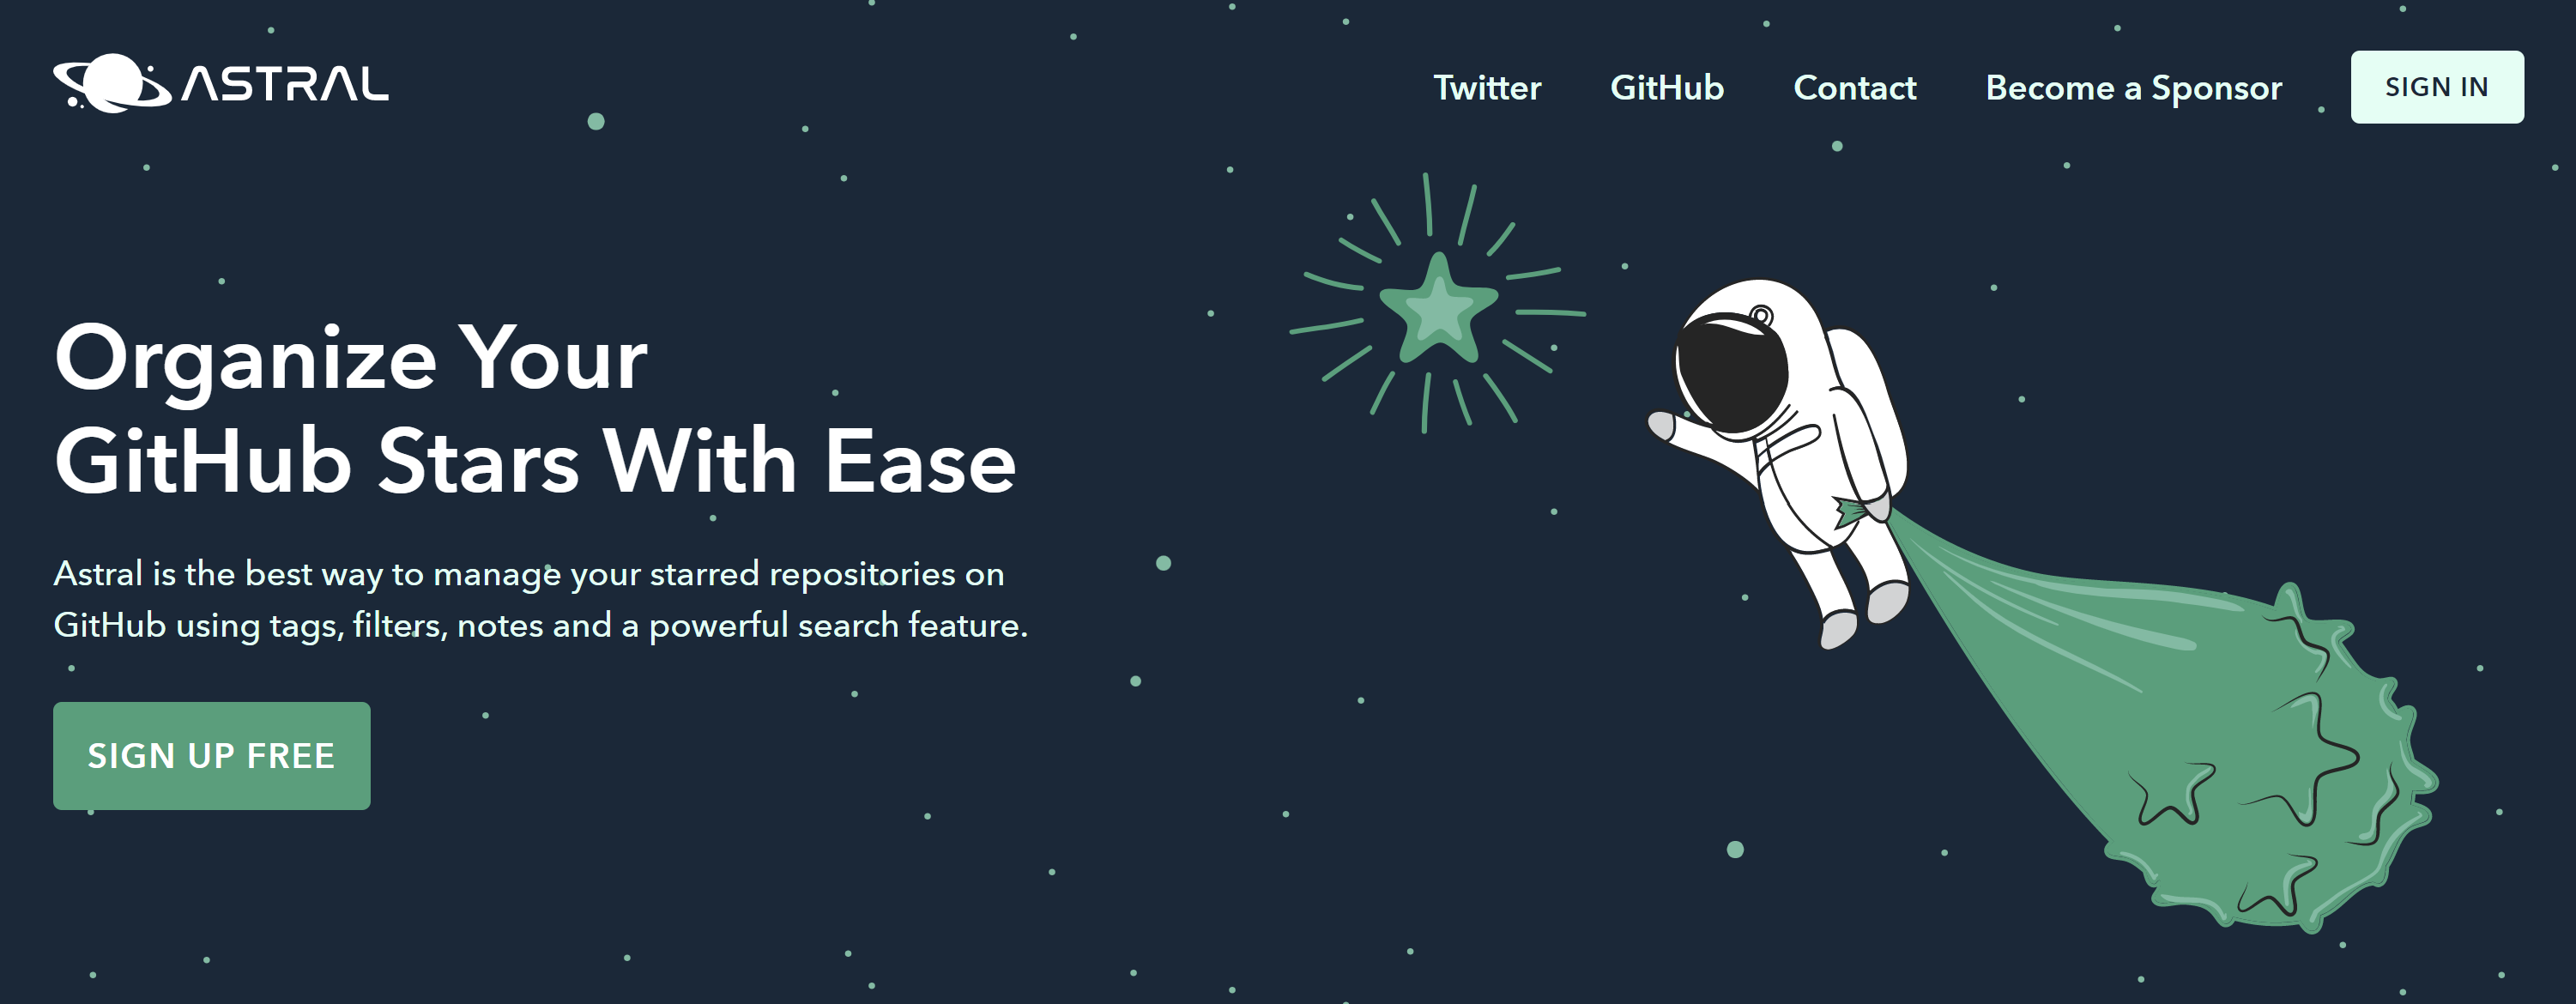 ASTRAL
Twitter
GitHub
Contact
Become a Sponsor
SIGN IN
Organize Your
GitHub Stars With Ease
Astral is the best way to manage your starred repositories on
GitHub using tags, filters, notes and a powerful search feature.
SIGN UP FREE